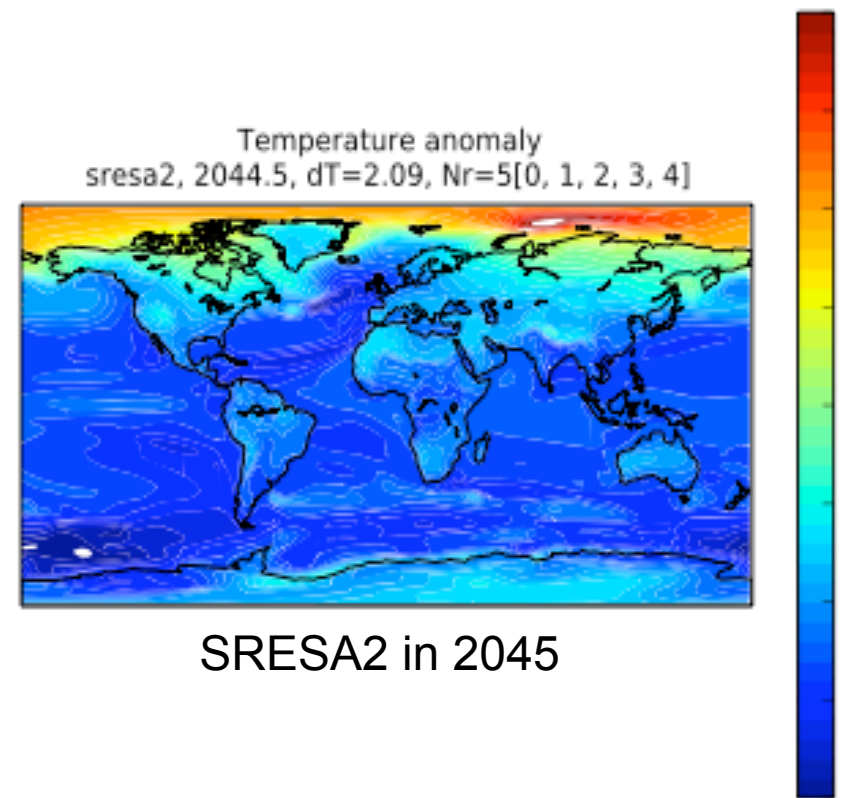 Temperature anomaly
sresa2, 2044.5, dT=2.09, Nr=5[0, 1, 2, 3, 4]
SRESA2 in 2045